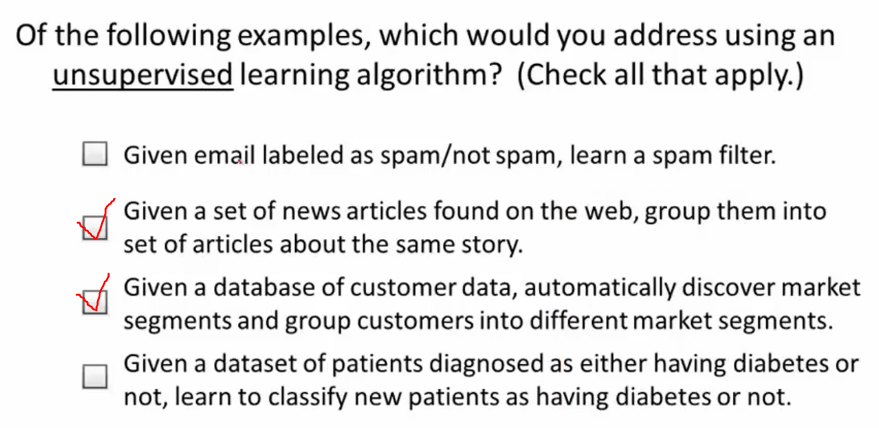 Of the following examples, which would you address using an
unsupervised learning algorithm? (Check all that apply.)
Given email labeled as spam/not spam, learn a spam filter.
Given a set of news articles found on the web, group them into
set of articles about the same story.
Given a database of customer data, automatically discover market
segments and group customers into different market segments.
Given a dataset of patients diagnosed as either having diabetes or
not, learn to classify new patients as having diabetes or not.